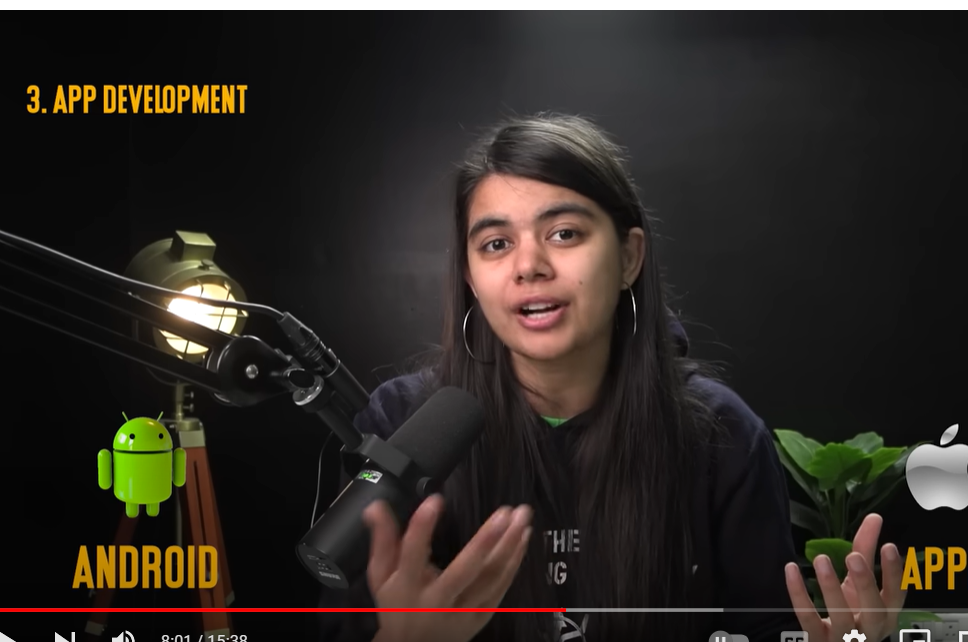 3. APP DEVELOPMENT
ANDROID
APP
THE
NG
8:01 / 15:38